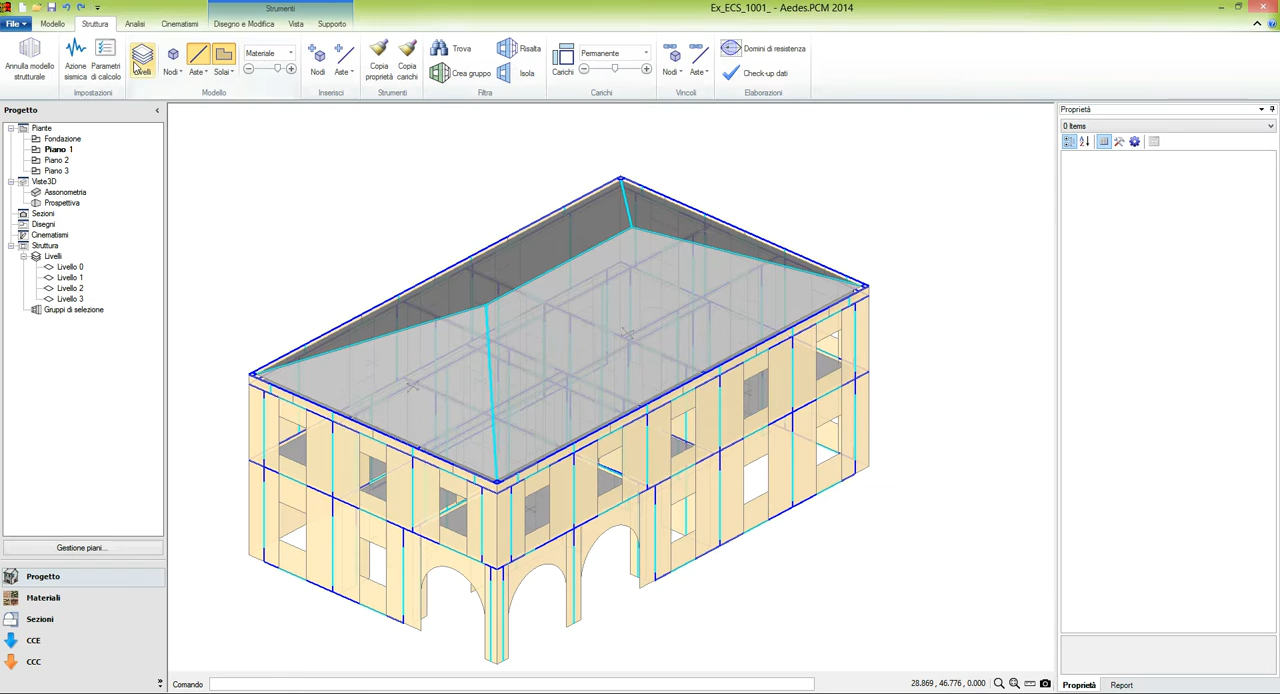 Strumenti
Ex_ECS_1001_ - Aedes.PCM 2014
File
Modello
Struttura
Analisi
Cinematismi
Disegno e Modifica
Vista
Supporto
Annulla modello strutturale
Azione sismica
Parametri di calcolo
Impostazioni
Livelli
Nodi
Aste
Solai
Materiale
Modello
Nodi
Aste
Inserisci
Copia proprietà
Copia carichi
Strumenti
Trova
Crea gruppo
Risalta
Isola
Filtra
Carichi
Permanente
Carichi
Nodi
Aste
Vincoli
Domini di resistenza
Check-up dati
Elaborazioni
Progetto
Piante
Fondazione
Piano 1
Piano 2
Piano 3
Viste3D
Assonometria
Prospettiva
Sezioni
Disegni
Cinematismi
Struttura
Livelli
Livello 0
Livello 1
Livello 2
Livello 3
Gruppi di selezione
Gestione piani...
Progetto
Materiali
Sezioni
CCE
CCC
Comando
28.869 , 46.776 , 0.000
Proprietà
0 Items
Proprietà
Report